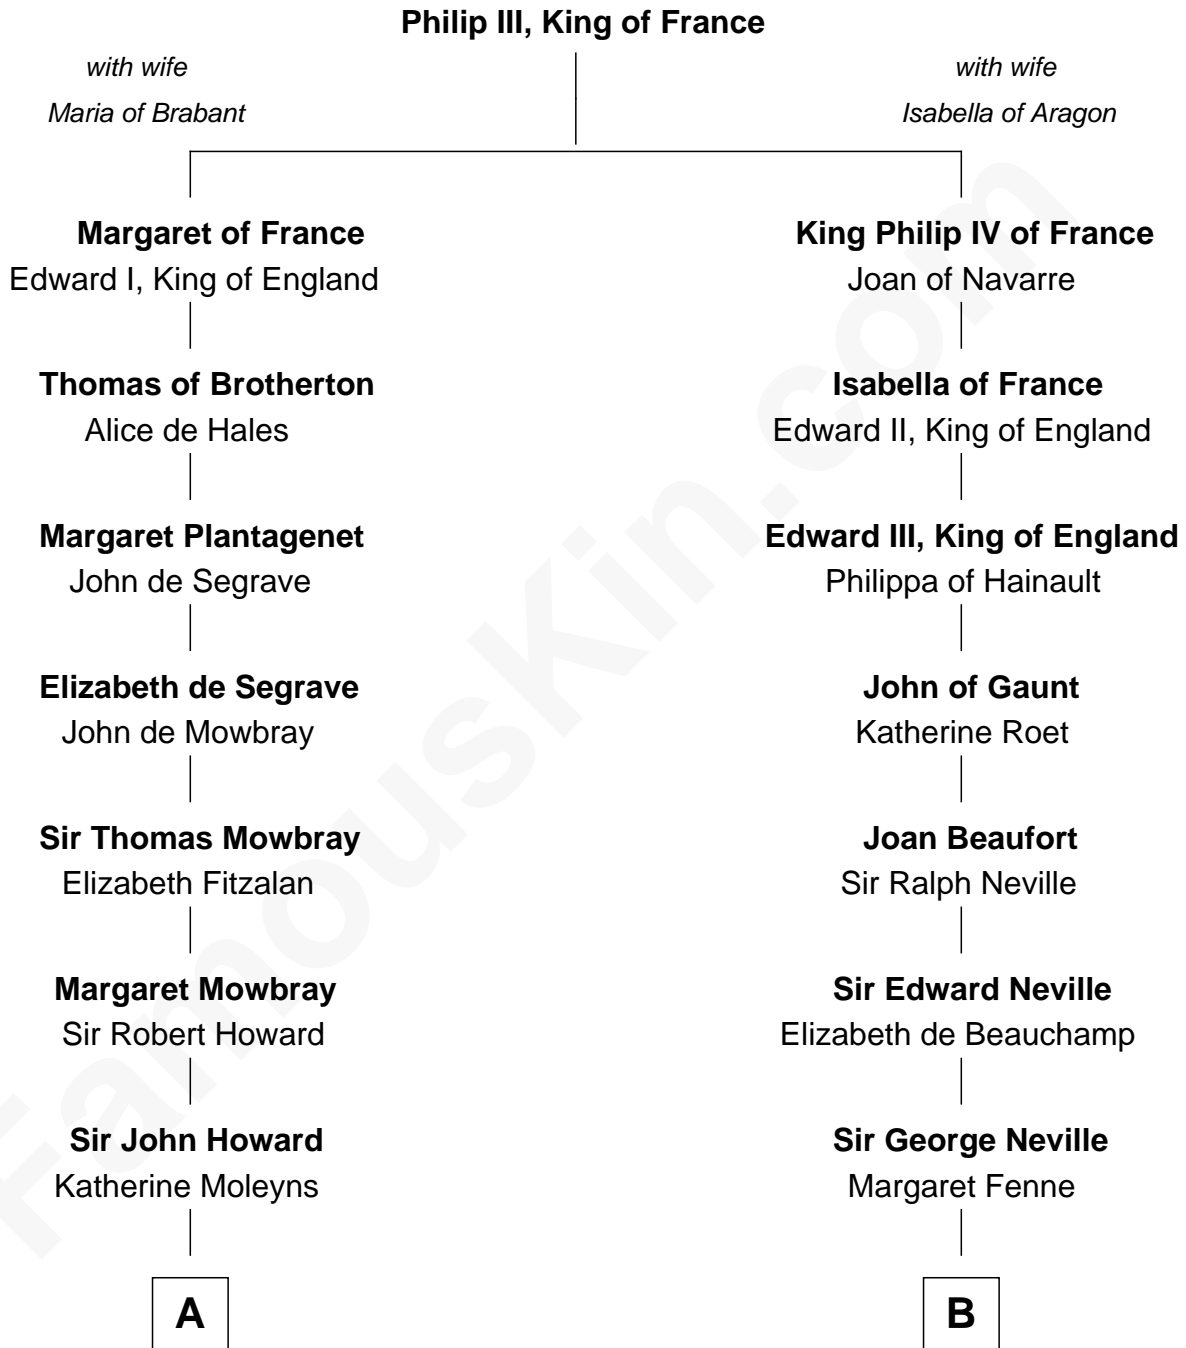 Philip III, King of France
with wife
Maria of Brabant
with wife
Isabella of Aragon
Margaret of France
Edward I, King of England
King Philip IV of France
Joan of Navarre
Thomas of Brotherton
Alice de Hales
Isabella of France
Edward II, King of England
Margaret Plantagenet
John de Segrave
Edward III, King of England
Philippa of Hainault
Elizabeth de Segrave
John de Mowbray
John of Gaunt
Katherine Roet
Sir Thomas Mowbray
Elizabeth Fitzalan
Joan Beaufort
Sir Ralph Neville
Margaret Mowbray
Sir Robert Howard
Sir Edward Neville
Elizabeth de Beauchamp
Sir John Howard
Katherine Moleyns
Sir George Neville
Margaret Fenne
A
B
FamousKin.com